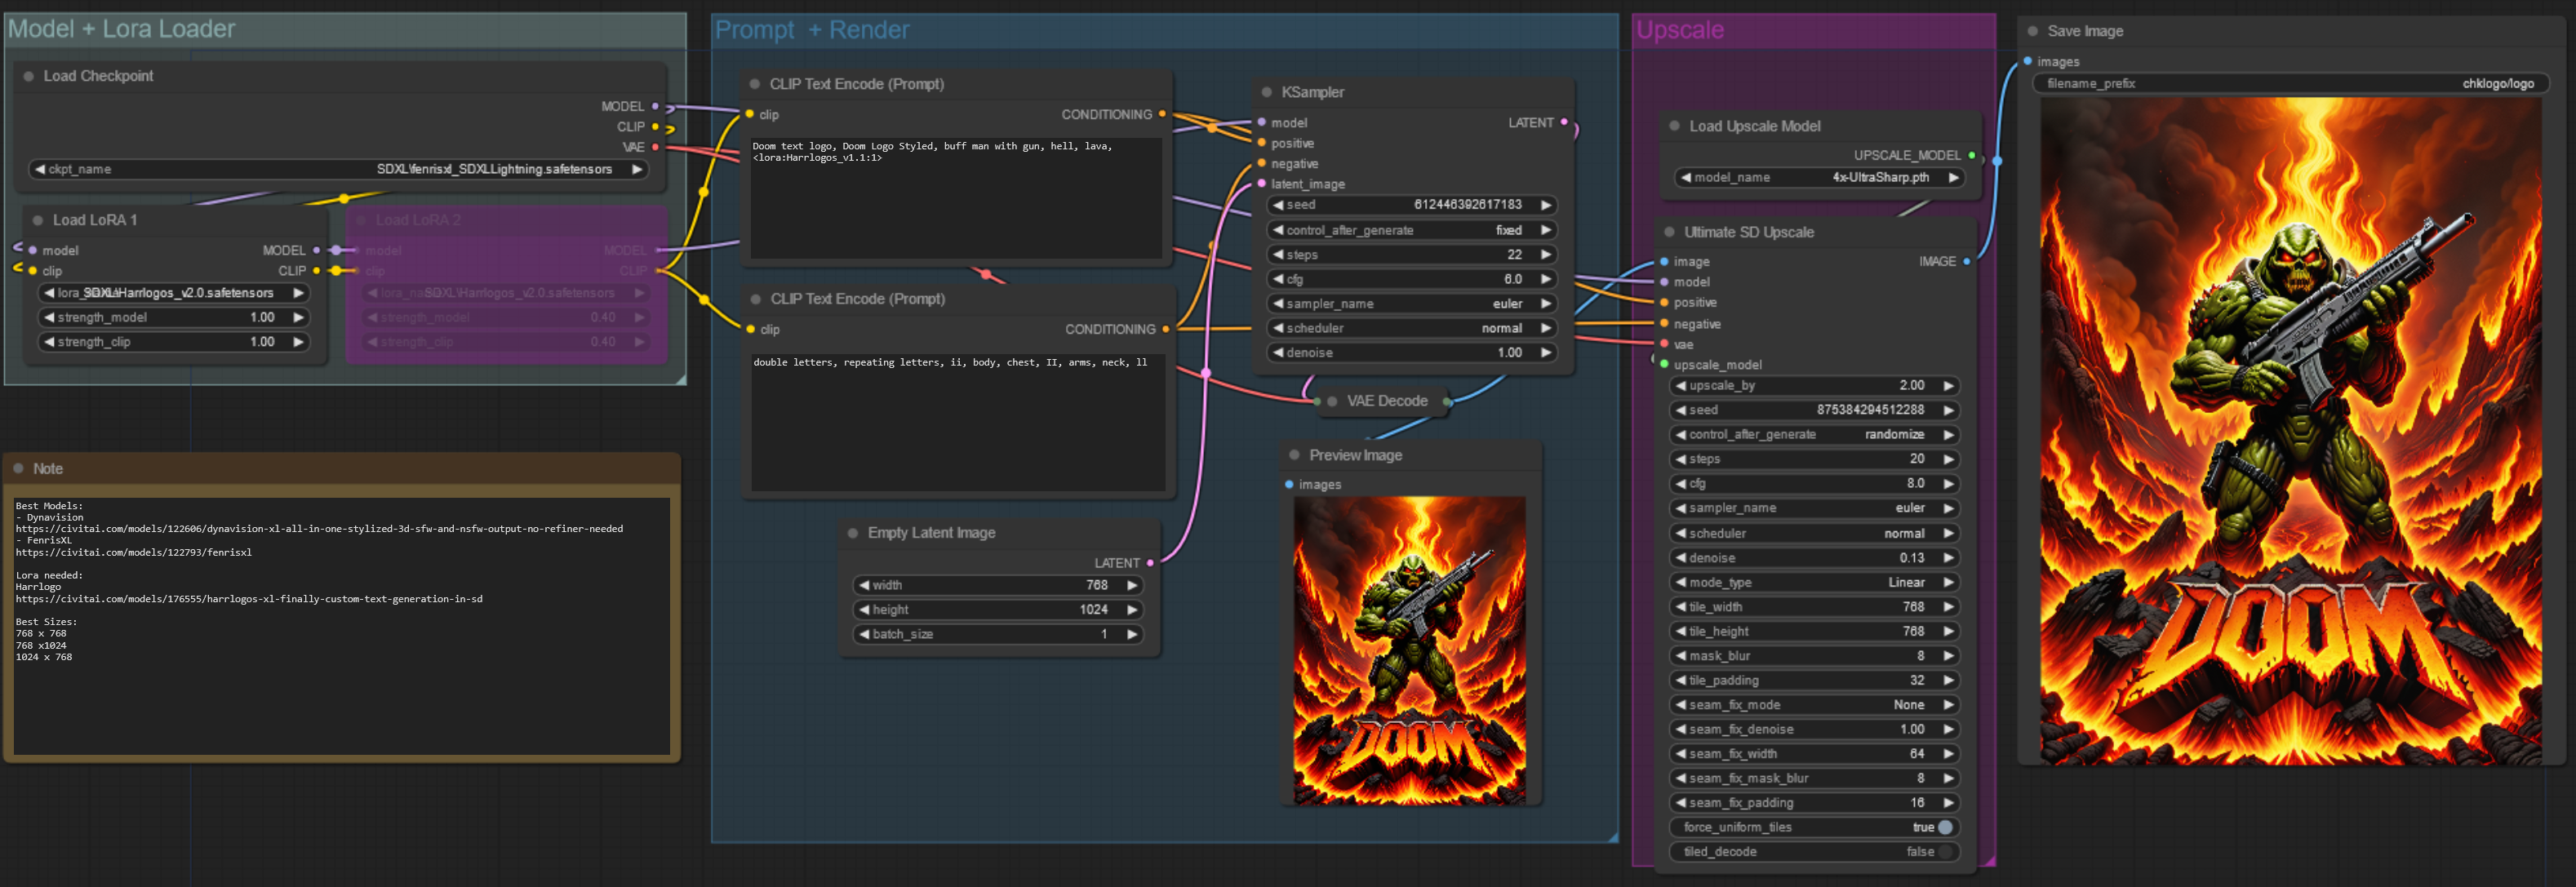 Model + Lora Loader
Load Checkpoint
MODEL
CLIP
VAE
ckpt_name SDXL\fenrisxl_SDXLLightning.safetensors
Load LoRA 1
model MODEL
clip CLIP
SDXL\Harrlogos_v2.0.safetensors
strength_model 1.00
strength_clip 1.00
Load LoRA 2
model MODEL
clip CLIP
SDXL\Harrlogos_v2.0.safetensors
strength_model 0.40
strength_clip 0.40
Note
Best Models:
- Dynavision
https://civitai.com/models/122606/dynavision-xl-all-in-one-stylized-3d-sfw-and-nsfw-output-no-refiner-needed
- FenrisXL
https://civitai.com/models/122793/fenrisxl
Lora needed:
Harrlogo
https://civitai.com/models/176555/harrlogos-xl-finally-custom-text-generation-in-sd
Best Sizes:
768 x 768
768 x1024
1024 x 768
Prompt + Render
CLIP Text Encode (Prompt)
clip CONDITIONING
Doom text logo, Doom Logo Styled, buff man with gun, hell, lava,
<lora:Harrlogos_v1.1:1>
CLIP Text Encode (Prompt)
clip CONDITIONING
double letters, repeating letters, ii, body, chest, II, arms, neck, ll
Empty Latent Image
LATENT
width 768
height 1024
batch_size 1
KSampler
model LATENT
positive
negative
latent_image
seed 612446392617183
control_after_generate fixed
steps 22
cfg 6.0
sampler_name euler
scheduler normal
denoise 1.00
VAE Decode
Preview Image
images
DOOM
Upscale
Load Upscale Model
UPSCALE_MODEL
model_name 4x-UltraSharp.pth
Ultimate SD Upscale
image IMAGE
model
positive
negative
vae
upscale_model
upscale_by 2.00
seed 875384294512288
control_after_generate randomize
steps 20
cfg 8.0
sampler_name euler
scheduler normal
denoise 0.13
mode_type Linear
tile_width 768
tile_height 768
mask_blur 8
tile_padding 32
seam_fix_mode None
seam_fix_denoise 1.00
seam_fix_width 64
seam_fix_mask_blur 8
seam_fix_padding 16
force_uniform_tiles true
tiled_decode false
Save Image
images
filename_prefix chklogo/logo
DOOM